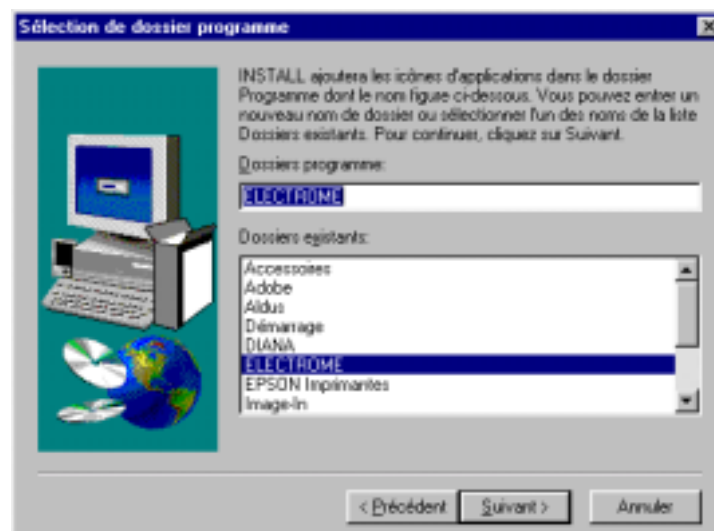 Sélection de dossier programme
INSTALL ajoutera les icônes d'applications dans le dossier
Programme dont le nom figure ci-dessous. Vous pouvez entrer un
nouveau nom de dossier ou sélectionner l'un des noms de la liste
Dossiers existants. Pour continuer, cliquez sur Suivant.
Dossiers programme:
ELECTROME
Dossiers existants:
Accessoires
Adobe
Aldus
Démarrage
DIANA
ELECTROME
EPSON Imprimantes
Image-In
< Précédent
Suivant >
Annuler